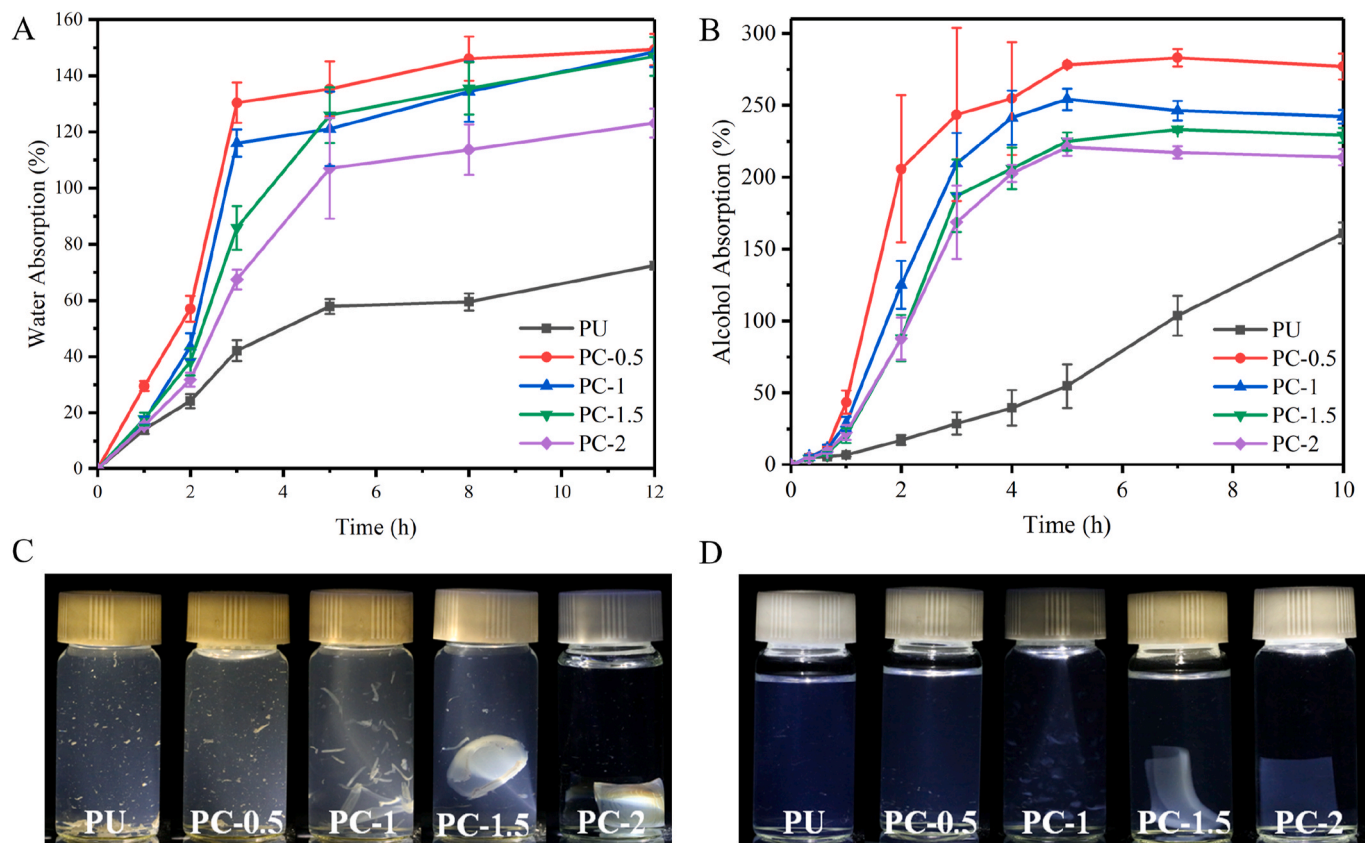 A
Water Absorption (%)
160
140
120
100
80
60
40
20
0
0 2 4 6 8 10 12
Time (h)
PU
PC-0.5
PC-1
PC-1.5
PC-2
B
Alcohol Absorption (%)
300
250
200
150
100
50
0
0 2 4 6 8 10
Time (h)
PU
PC-0.5
PC-1
PC-1.5
PC-2
C
PU PC-0.5 PC-1 PC-1.5 PC-2
D
PU PC-0.5 PC-1 PC-1.5 PC-2